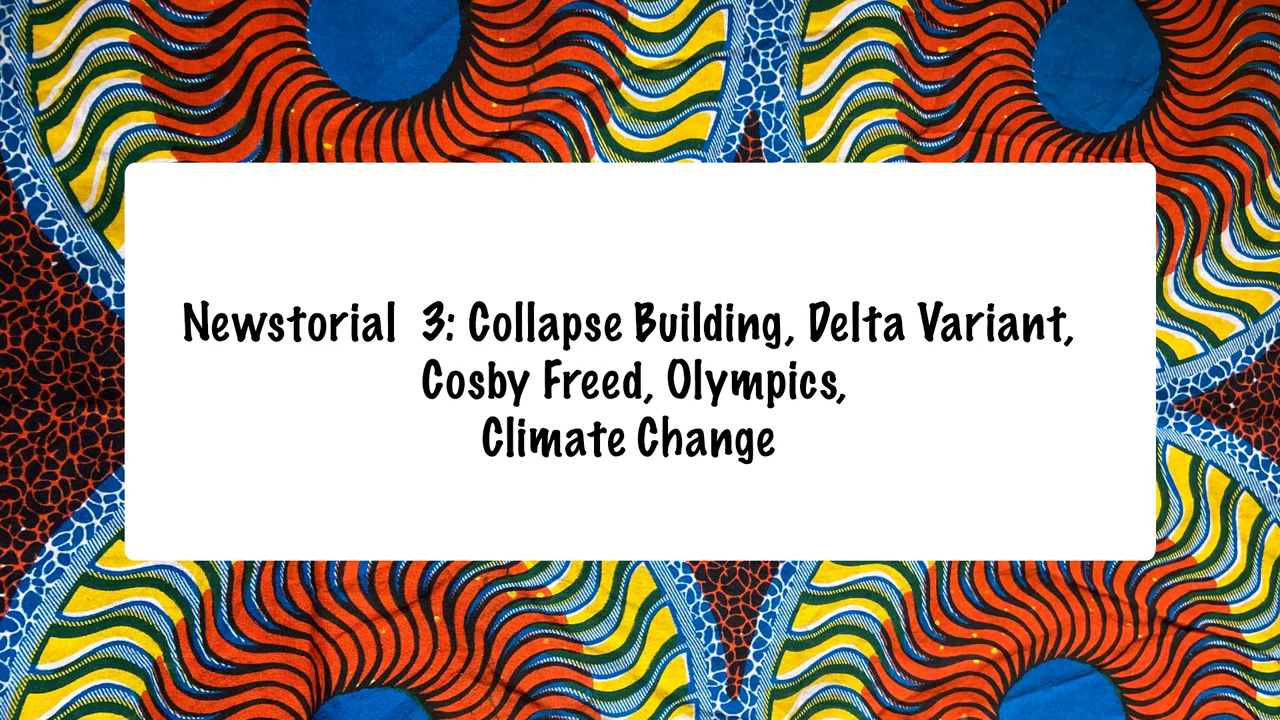 Newstorial 3: Collapse Building, Delta Variant,
Cosby Freed, Olympics,
Climate Change